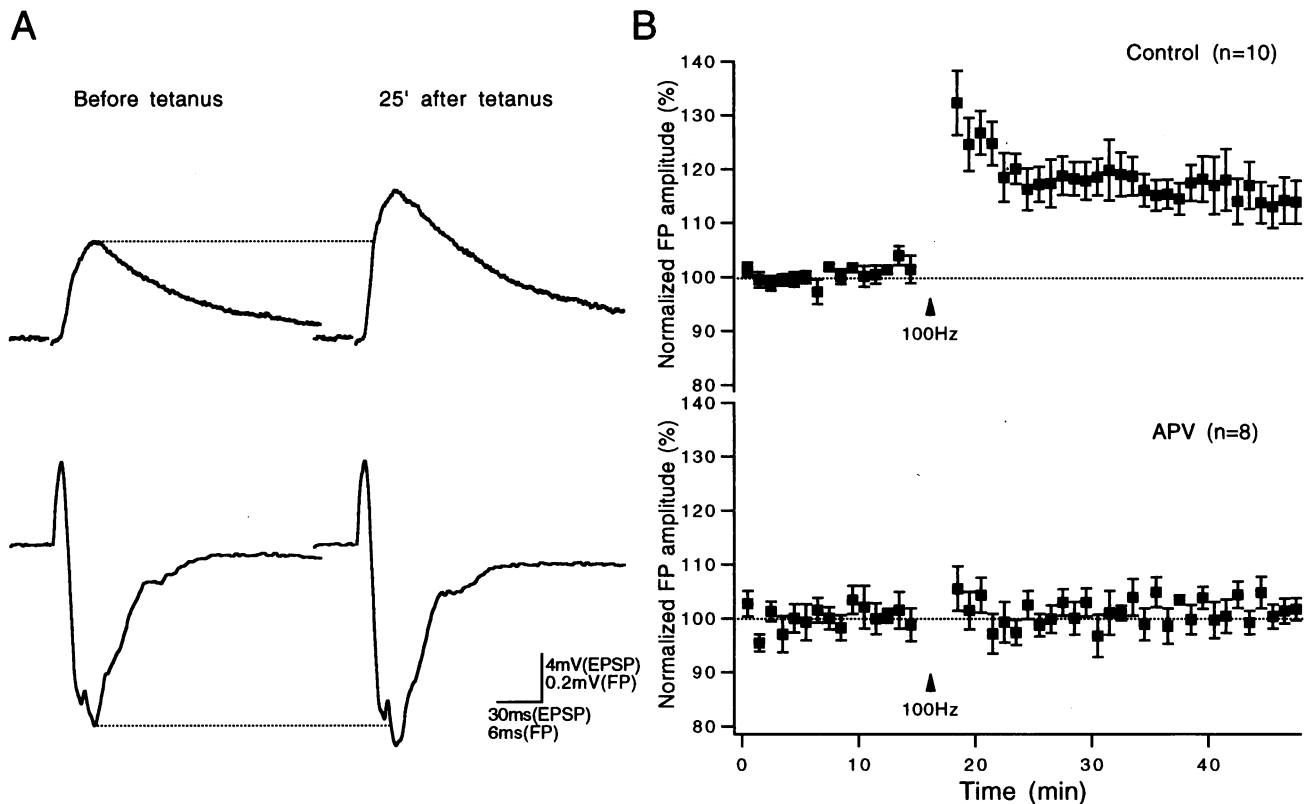 A
Before tetanus
25' after tetanus
4mV(EPSP)
0.2mV(FP)
30ms(EPSP)
6ms(FP)
B
Control (n=10)
Normalized FP amplitude (%)
140
130
120
110
100
90
80
100Hz
APV (n=8)
Normalized FP amplitude (%)
140
130
120
110
100
90
80
100Hz
0
10
20
30
40
Time (min)